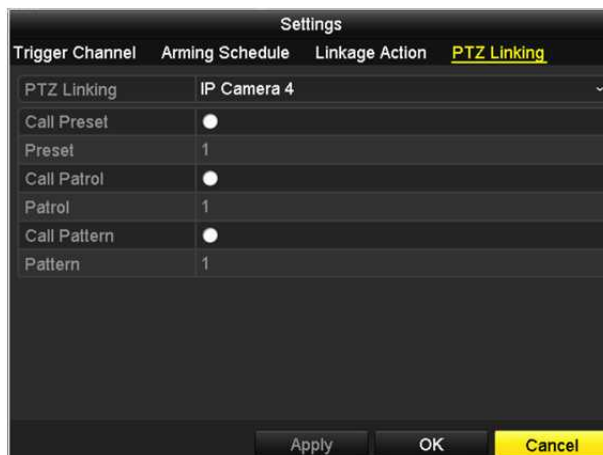 Settings
Trigger Channel Arming Schedule Linkage Action PTZ Linking
PTZ Linking IP Camera 4
Call Preset
Preset 1
Call Patrol
Patrol 1
Call Pattern
Pattern 1
Apply OK Cancel